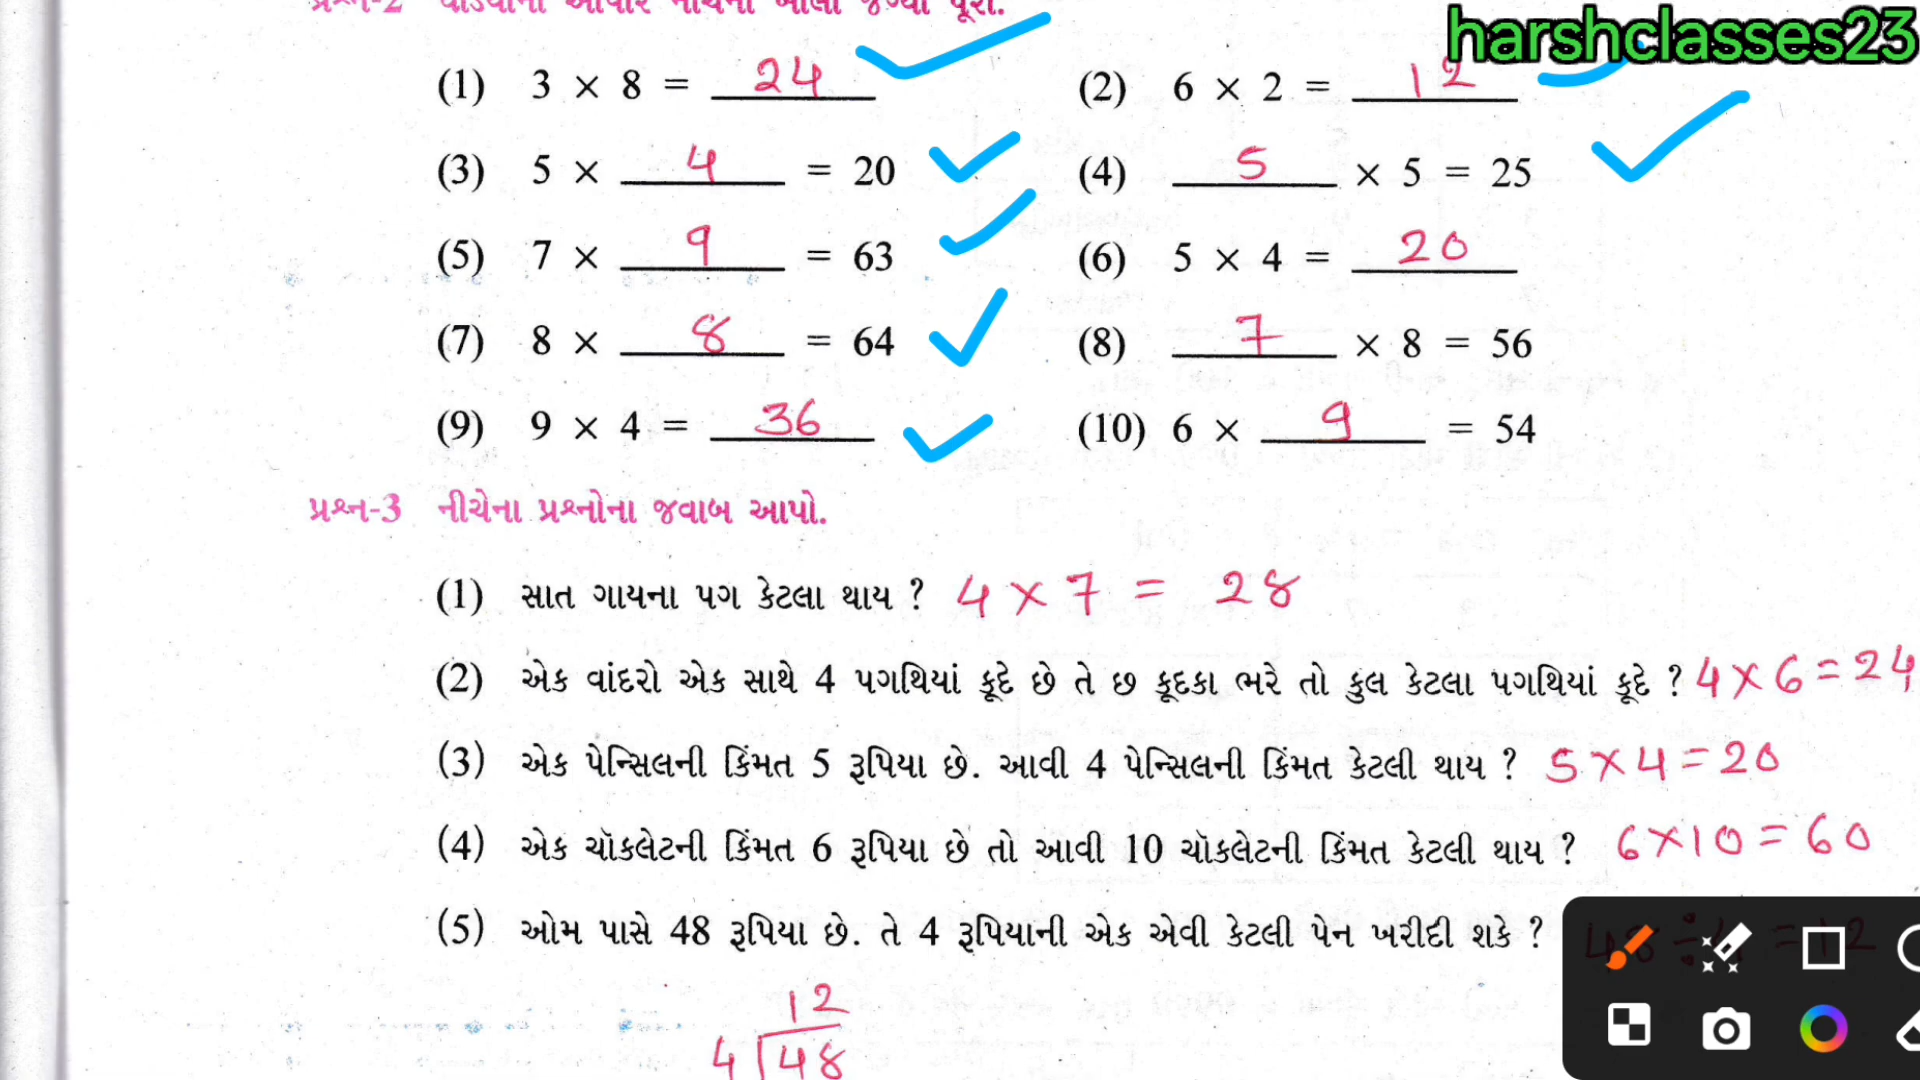 harshclasses23
પ્રશ્ન-2
(1) 3 × 8 = 24 (2) 6 × 2 = 12
(3) 5 × 4 = 20 (4) 5 × 5 = 25
(5) 7 × 9 = 63 (6) 5 × 4 = 20
(7) 8 × 8 = 64 (8) 7 × 8 = 56
(9) 9 × 4 = 36 (10) 6 × 9 = 54
પ્રશ્ન-3 નીચેના પ્રશ્નોના જવાબ આપો.
(1) સાત ગાયના પગ કેટલા થાય ? 4 × 7 = 28
(2) એક વાંદરો એક સાથે 4 પગથિયાં કૂદે છે તે છ કૂદકા ભરે તો કુલ કેટલા પગથિયાં કૂદે ? 4 × 6 = 24
(3) એક પેન્સિલની કિંમત 5 રૂપિયા છે. આવી 4 પેન્સિલની કિંમત કેટલી થાય ? 5 × 4 = 20
(4) એક ચૉકલેટની કિંમત 6 રૂપિયા છે તો આવી 10 ચૉકલેટની કિંમત કેટલી થાય ? 6 × 10 = 60
(5) ઓમ પાસે 48 રૂપિયા છે. તે 4 રૂપિયાની એક એવી કેટલી પેન ખરીદી શકે ? 48 ÷ 4 = 12
12
4 48